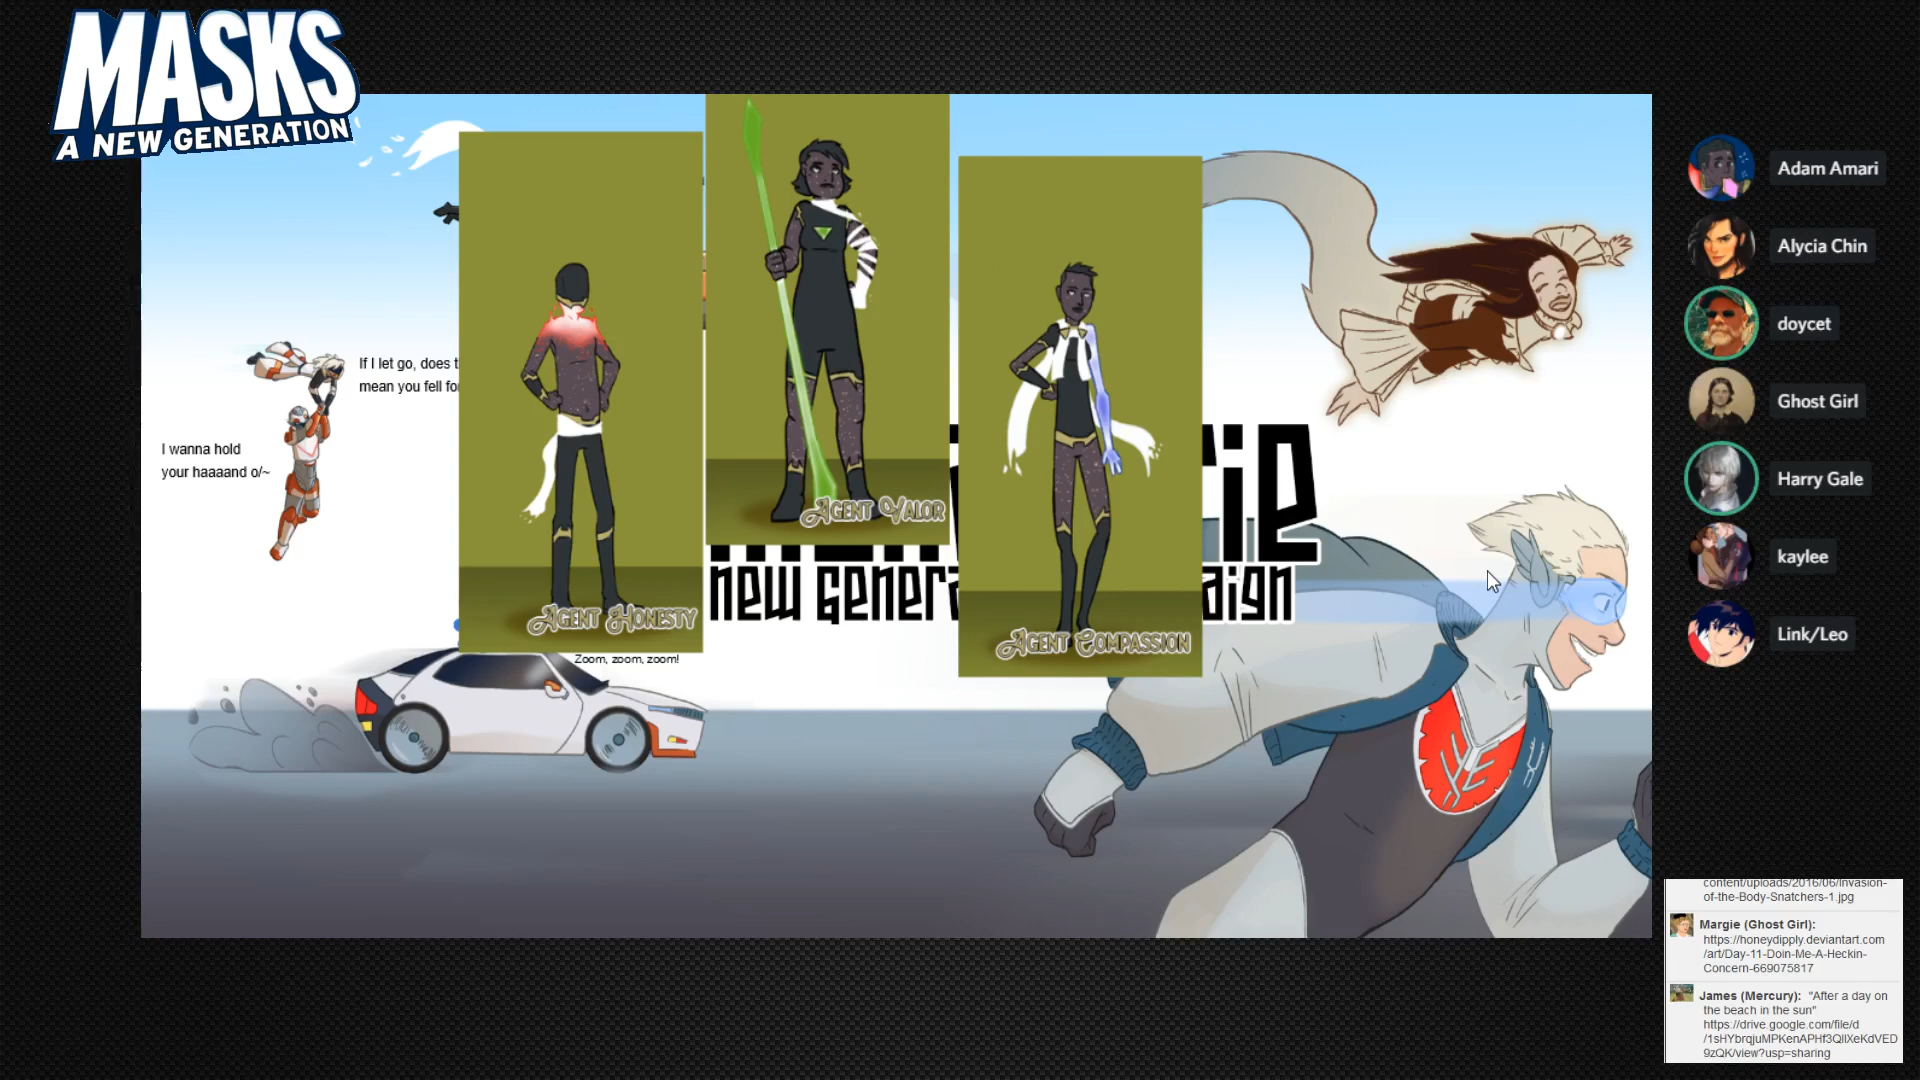 MASKS
A NEW GENERATION
If I let go, does t
mean you fell fo
I wanna hold
your haaaand o/~
AGENT HONESTY
AGENT VALOR
AGENT COMPASSION
new gener
aign
Zoom, zoom, zoom!
Adam Amari
Alycia Chin
doycet
Ghost Girl
Harry Gale
kaylee
Link/Leo
content/uploads/2016/06/Invasion-
of-the-Body-Snatchers-1.jpg
Margie (Ghost Girl):
https://honeydipply.deviantart.com
/art/Day-11-Doin-Me-A-Heckin-
Concern-669075817
James (Mercury): "After a day on
the beach in the sun"
https://drive.google.com/file/d
/1sHYbrqjuMPKenAPHf3QIlXeKdVED
9zQK/view?usp=sharing